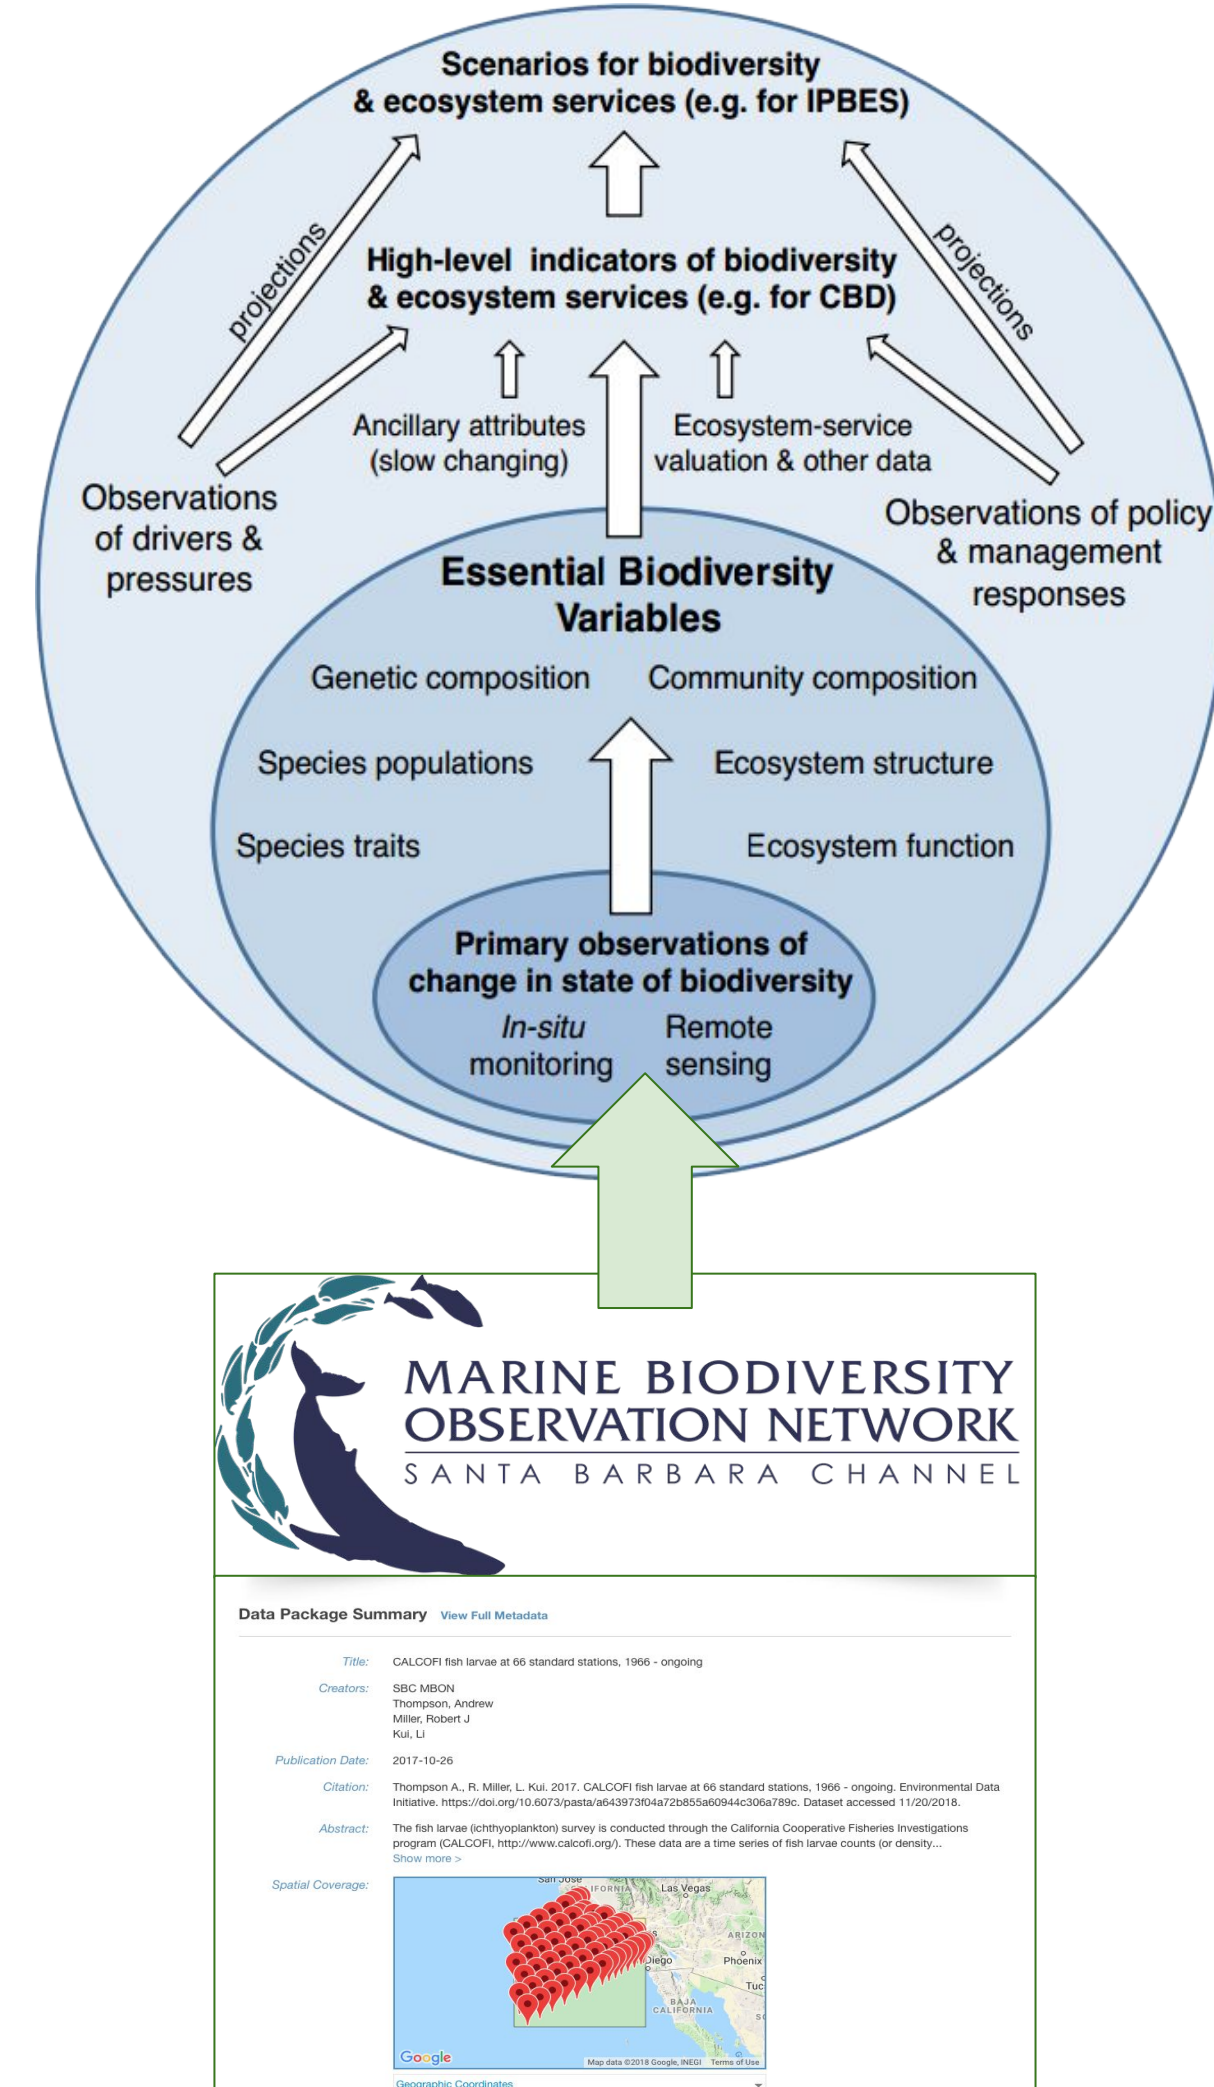 Scenarios for biodiversity
& ecosystem services (e.g. for IPBES)
projections
projections
High-level indicators of biodiversity
& ecosystem services (e.g. for CBD)
Ancillary attributes
(slow changing)
Ecosystem-service
valuation & other data
Observations
of drivers &
pressures
Observations of policy
& management
responses
Essential Biodiversity
Variables
Genetic composition
Community composition
Species populations
Ecosystem structure
Species traits
Ecosystem function
Primary observations of
change in state of biodiversity
In-situ
monitoring
Remote
sensing
MARINE BIODIVERSITY
OBSERVATION NETWORK
SANTA BARBARA CHANNEL
Data Package Summary View Full Metadata
Title: CALCOFI fish larvae at 66 standard stations, 1966 - ongoing
Creators: SBC MBON
Thompson, Andrew
Miller, Robert J
Kui, Li
Publication Date: 2017-10-26
Citation: Thompson A., R. Miller, L. Kui. 2017. CALCOFI fish larvae at 66 standard stations, 1966 - ongoing. Environmental Data
Initiative. https://doi.org/10.6073/pasta/a643973f04a72b855a60944c306a789c. Dataset accessed 11/20/2018.
Abstract: The fish larvae (ichthyoplankton) survey is conducted through the California Cooperative Fisheries Investigations
program (CALCOFI, http://www.calcofi.org/). These data are a time series of fish larvae counts (or density...
Show more >
Spatial Coverage:
San Jose
IFORNIA
Las Vegas
ARIZON
Diego
Phoenix
Tuc
BAJA
CALIFORNIA
Google
Map data ©2018 Google, INEGI Terms of Use
Geographic Coordinates